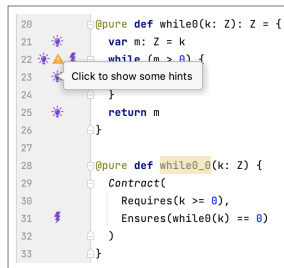 20 @pure def while0(k: Z): Z = {
21 var m: Z = k
22 while (m > 0) {
23 Click to show some hints
24 }
25 return m
26 }
27
28 @pure def while0_0(k: Z) {
29 Contract(
30 Requires(k >= 0),
31 Ensures(while0(k) == 0)
32 )
33 }